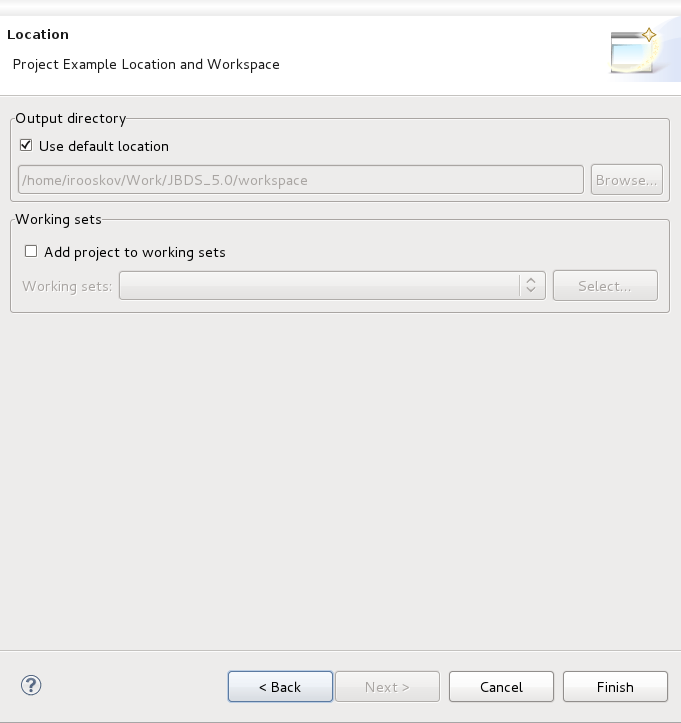 Location
Project Example Location and Workspace
Output directory
Use default location
/home/irooskov/Work/JBDS_5.0/workspace Browse...
Working sets
Add project to working sets
Working sets: Select...
? < Back Next > Cancel Finish